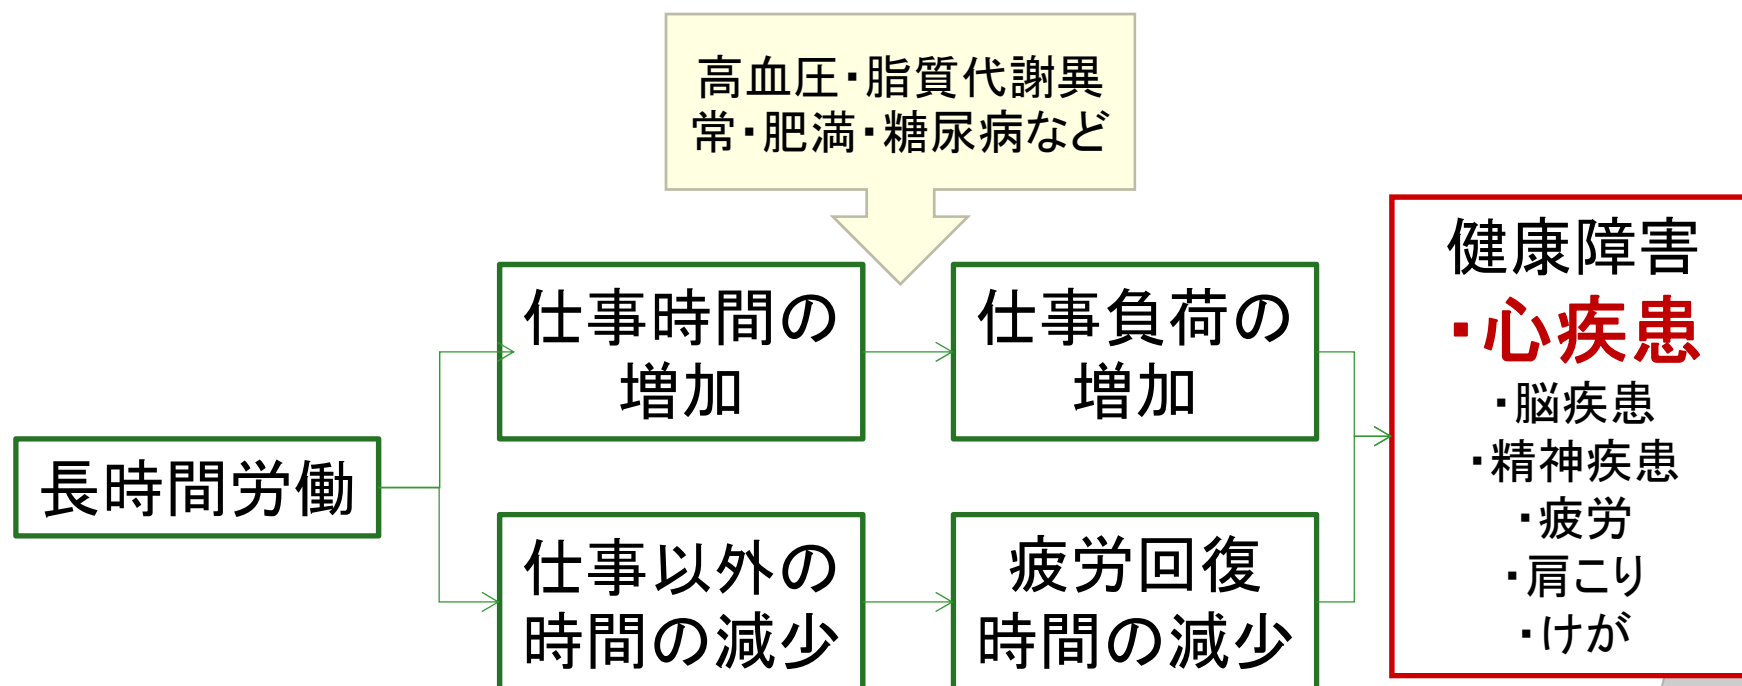 高血圧・脂質代謝異
常・肥満・糖尿病など
長時間労働
仕事時間の
増加
仕事負荷の
増加
仕事以外の
時間の減少
疲労回復
時間の減少
健康障害
・心疾患
・脳疾患
・精神疾患
・疲労
・肩こり
・けが